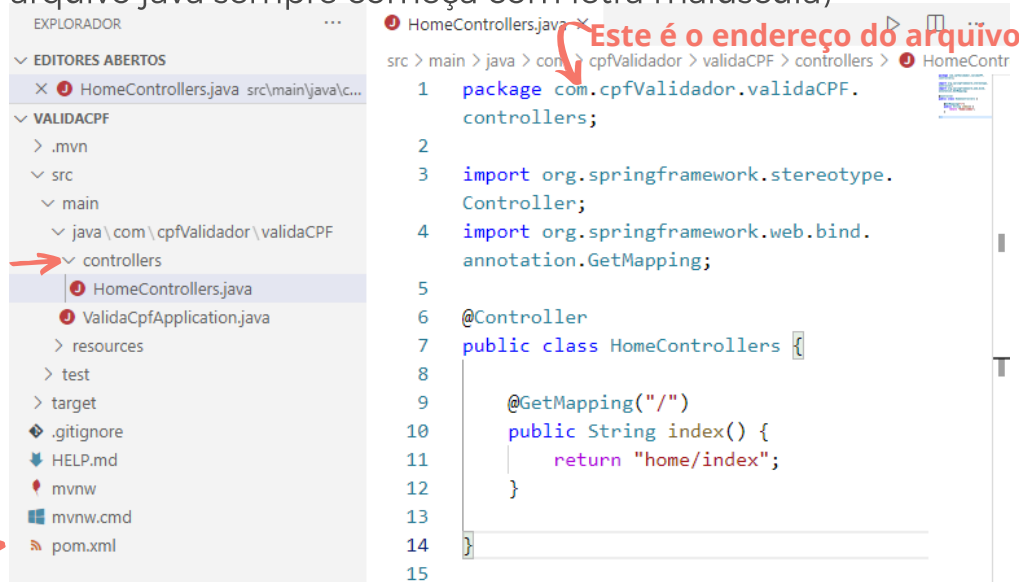 arquivo java sempre começa com letra maiúscula)
EXPLORADOR ...
EDITORES ABERTOS
HomeControllers.java src\main\java\c...
VALIDACPF
.mvn
src
main
java\com\cpfValidador\validaCPF
controllers
HomeControllers.java
ValidaCpfApplication.java
resources
test
target
.gitignore
HELP.md
mvnw
mvnw.cmd
pom.xml
HomeControllers.java
Este é o endereço do arquivo
src > main > java > com > cpfValidador > validaCPF > controllers > HomeContr
1 package com.cpfValidador.validaCPF.
controllers;
2
3 import org.springframework.stereotype.
Controller;
4 import org.springframework.web.bind.
annotation.GetMapping;
5
6 @Controller
7 public class HomeControllers {
8
9 @GetMapping("/")
10 public String index() {
11 return "home/index";
12 }
13
14 }
15